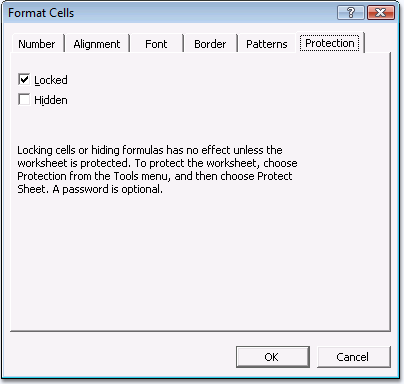 Format Cells
Number Alignment Font Border Patterns Protection
Locked
Hidden
Locking cells or hiding formulas has no effect unless the
worksheet is protected. To protect the worksheet, choose
Protection from the Tools menu, and then choose Protect
Sheet. A password is optional.
OK Cancel